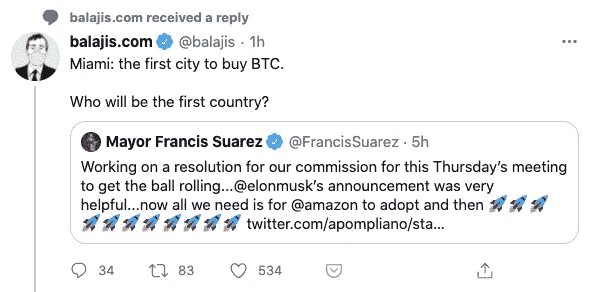 balajis.com received a reply
balajis.com @balajis · 1h
Miami: the first city to buy BTC.
Who will be the first country?
Mayor Francis Suarez @FrancisSuarez · 5h
Working on a resolution for our commission for this Thursday's meeting
to get the ball rolling...@elonmusk's announcement was very
helpful...now all we need is for @amazon to adopt and then 🚀🚀🚀
🚀🚀🚀🚀🚀🚀🚀🚀 twitter.com/apompliano/sta...
34 83 534